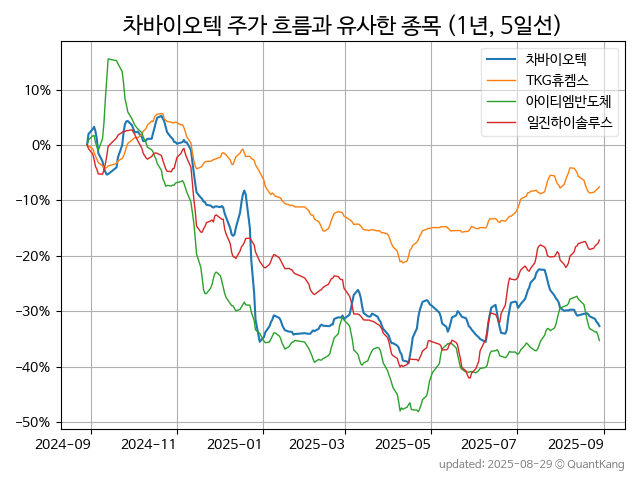 차바이오텍 주가 흐름과 유사한 종목 (1년, 5일선)
차바이오텍
TKG휴켐스
아이티엠반도체
일진하이솔루스
10%
0%
−10%
−20%
−30%
−40%
−50%
2024-09
2024-11
2025-01
2025-03
2025-05
2025-07
2025-09
updated: 2025-08-29 © QuantKang